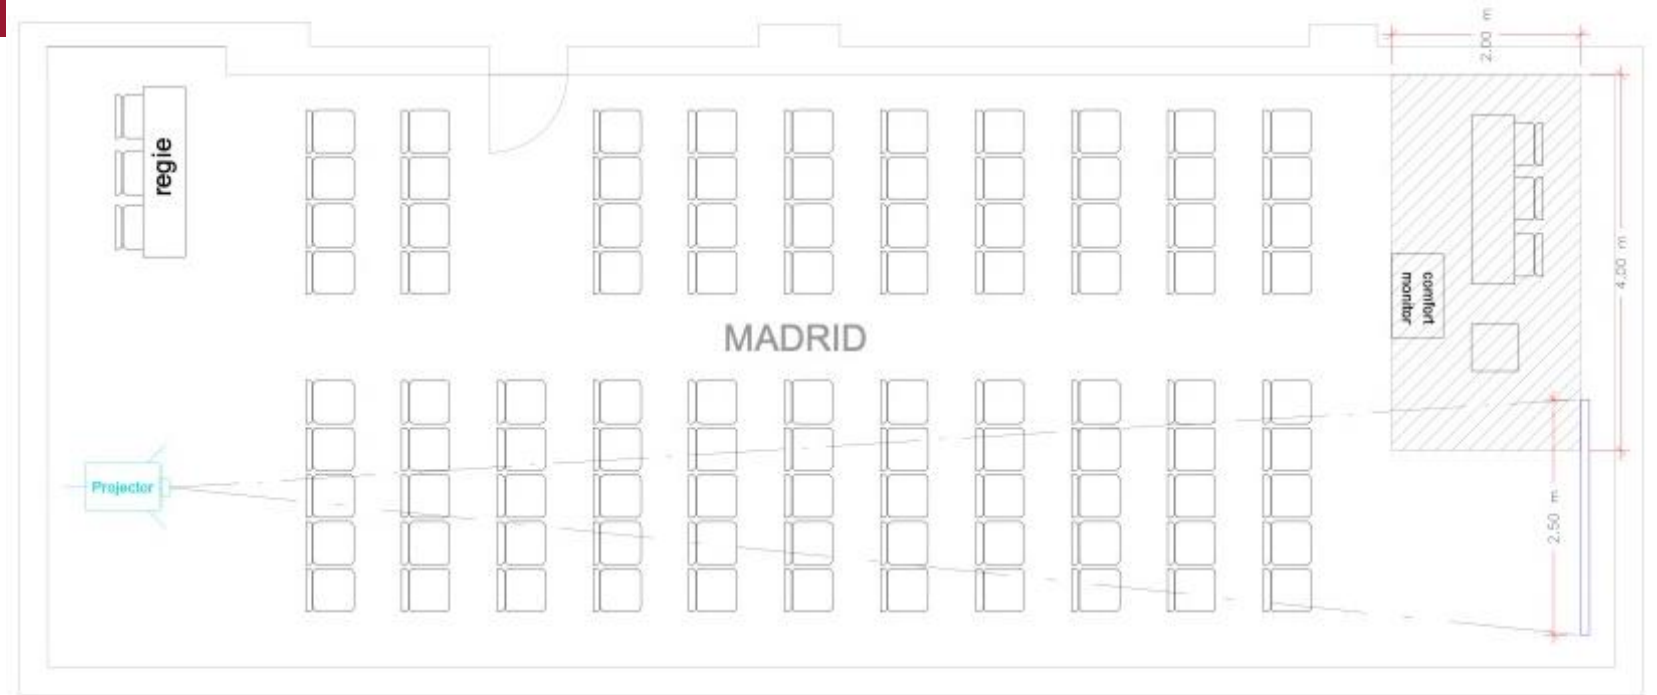 2.00 m
regie
comfort
monitor
4.00 m
MADRID
Projector
2.50 m